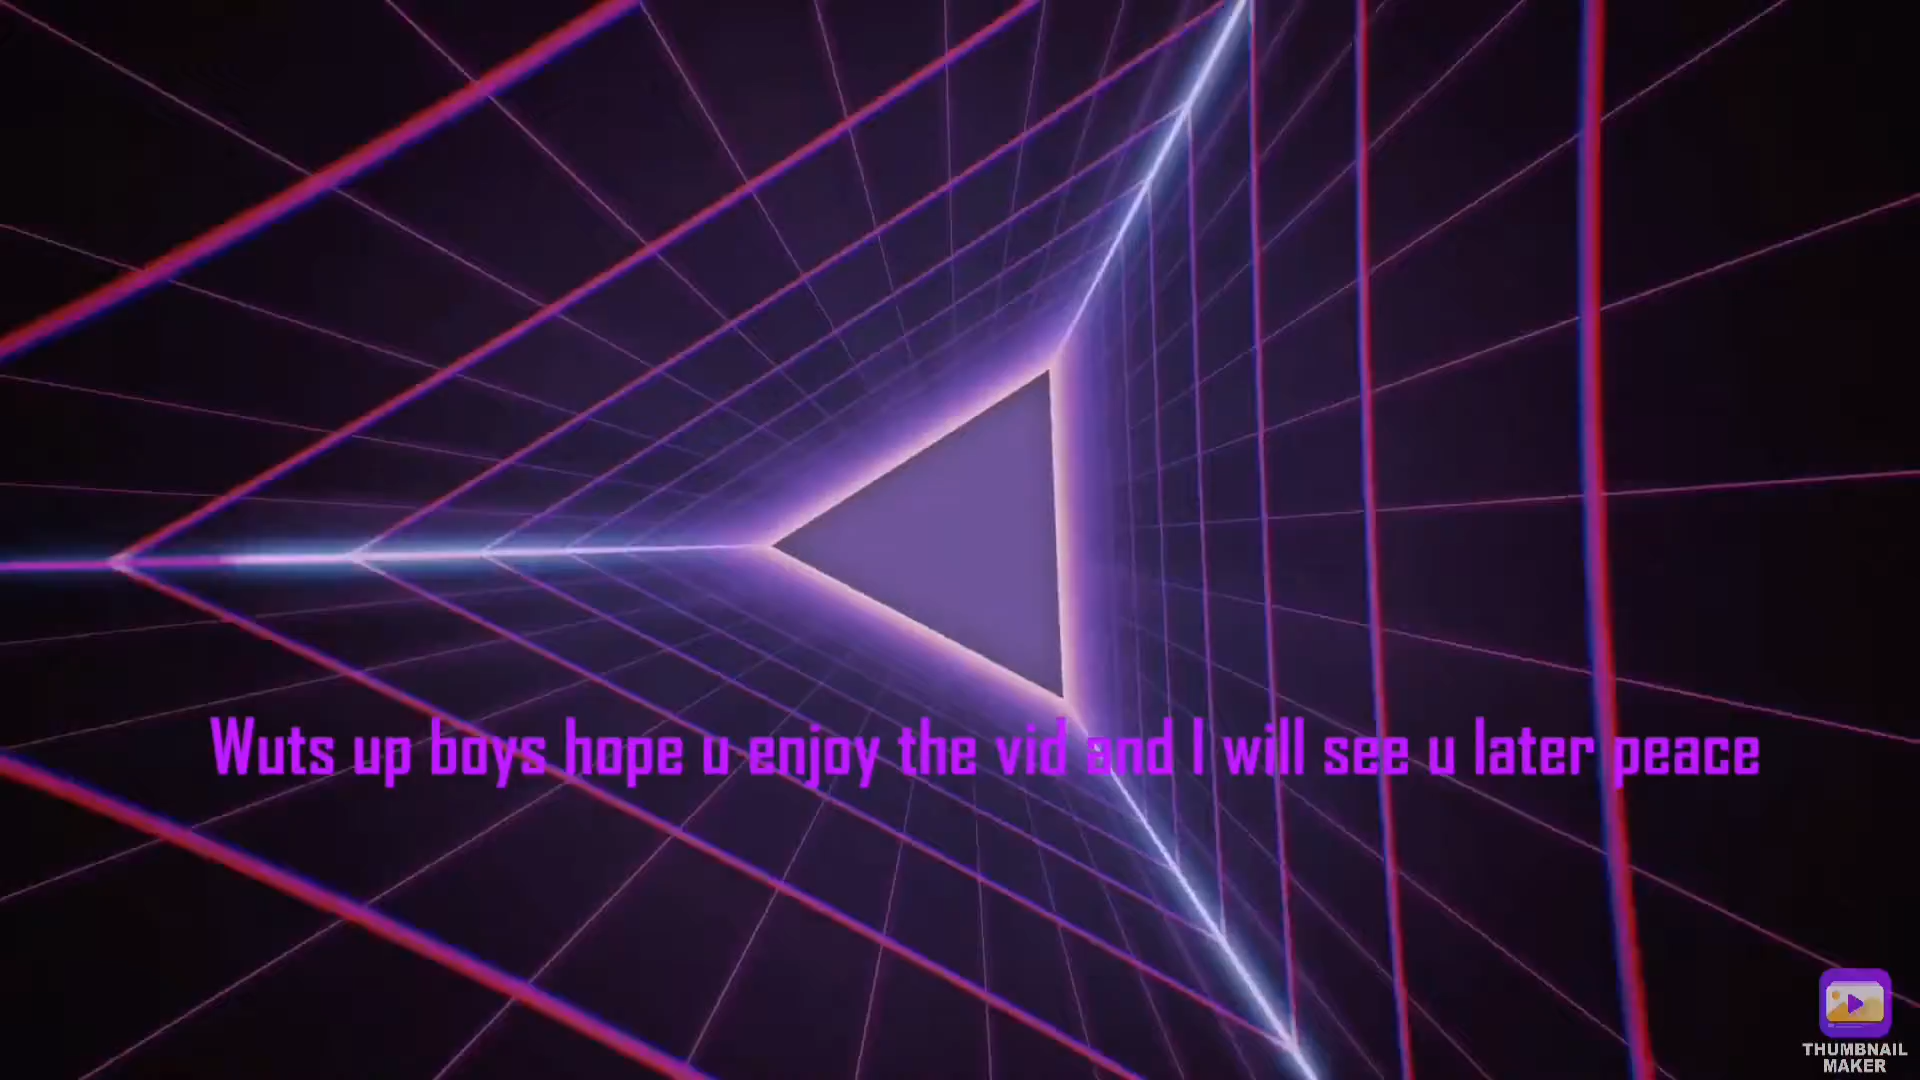 Wuts up boys hope u enjoy the vid and I will see u later peace
THUMBNAIL
MAKER